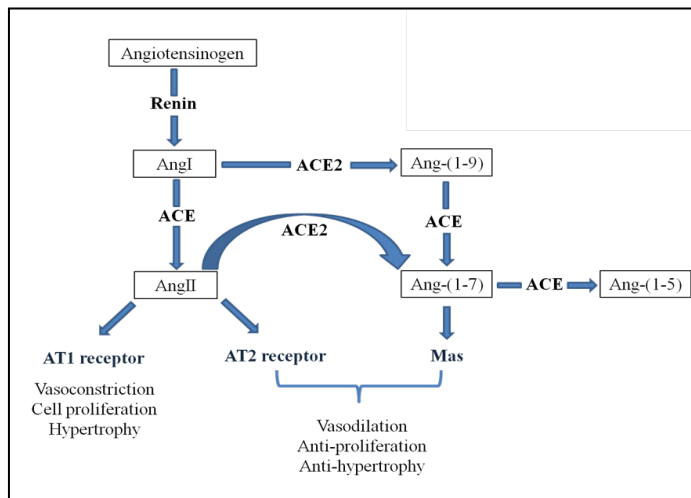 Angiotensinogen
Renin
AngI
ACE2
Ang-(1-9)
ACE
ACE
ACE2
AngII
Ang-(1-7)
ACE
Ang-(1-5)
AT1 receptor
AT2 receptor
Mas
Vasoconstriction
Cell proliferation
Hypertrophy
Vasodilation
Anti-proliferation
Anti-hypertrophy